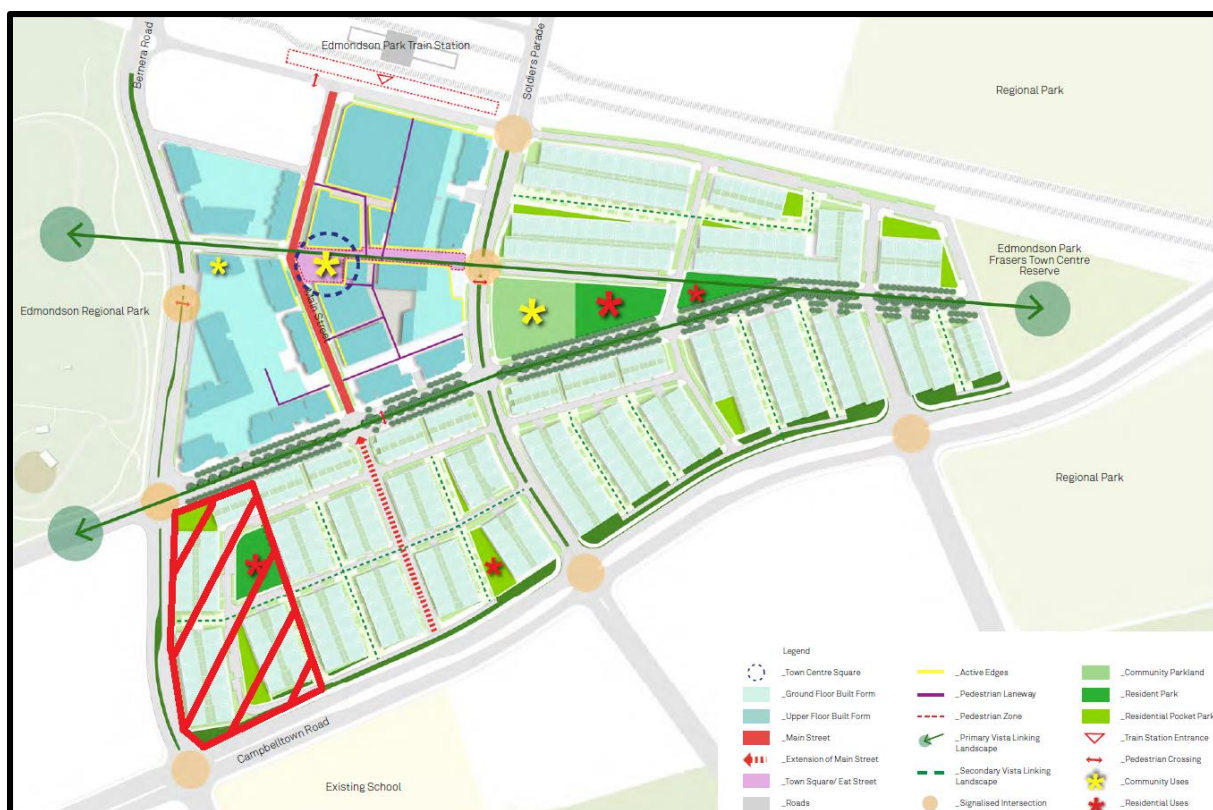 Bernera Road
Edmondson Park Train Station
Soldiers Parade
Regional Park
Edmondson Park
Frasers Town Centre
Reserve
Edmondson Regional Park
Main Street
Regional Park
Campbelltown Road
Existing School
Legend
_Town Centre Square
_Ground Floor Built Form
_Upper Floor Built Form
_Main Street
_Extension of Main Street
_Town Square/ Eat Street
_Roads
_Active Edges
_Pedestrian Laneway
_Pedestrian Zone
_Primary Vista Linking
Landscape
_Secondary Vista Linking
Landscape
_Signalised Intersection
_Community Parkland
_Resident Park
_Residential Pocket Park
_Train Station Entrance
_Pedestrian Crossing
_Community Uses
_Residential Uses